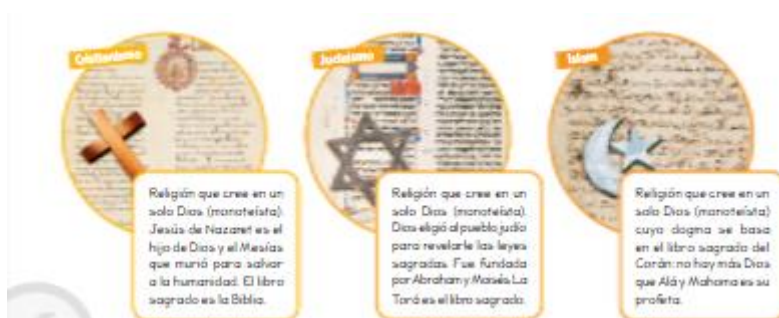 Cristianismo
Religión que cree en un
solo Dios (monoteísta).
Jesús de Nazaret es el
hijo de Dios y el Mesías
que murió para salvar
a la humanidad. El libro
sagrado es la Biblia.
Judaísmo
Religión que cree en un
solo Dios (monoteísta).
Dios eligió al pueblo judío
para revelarle las leyes
sagradas. Fue fundada
por Abraham y Moisés. La
Torá es el libro sagrado.
Islam
Religión que cree en un
solo Dios (monoteísta)
cuyo dogma se basa
en el libro sagrado del
Corán: no hay más Dios
que Alá y Mahoma es su
profeta.